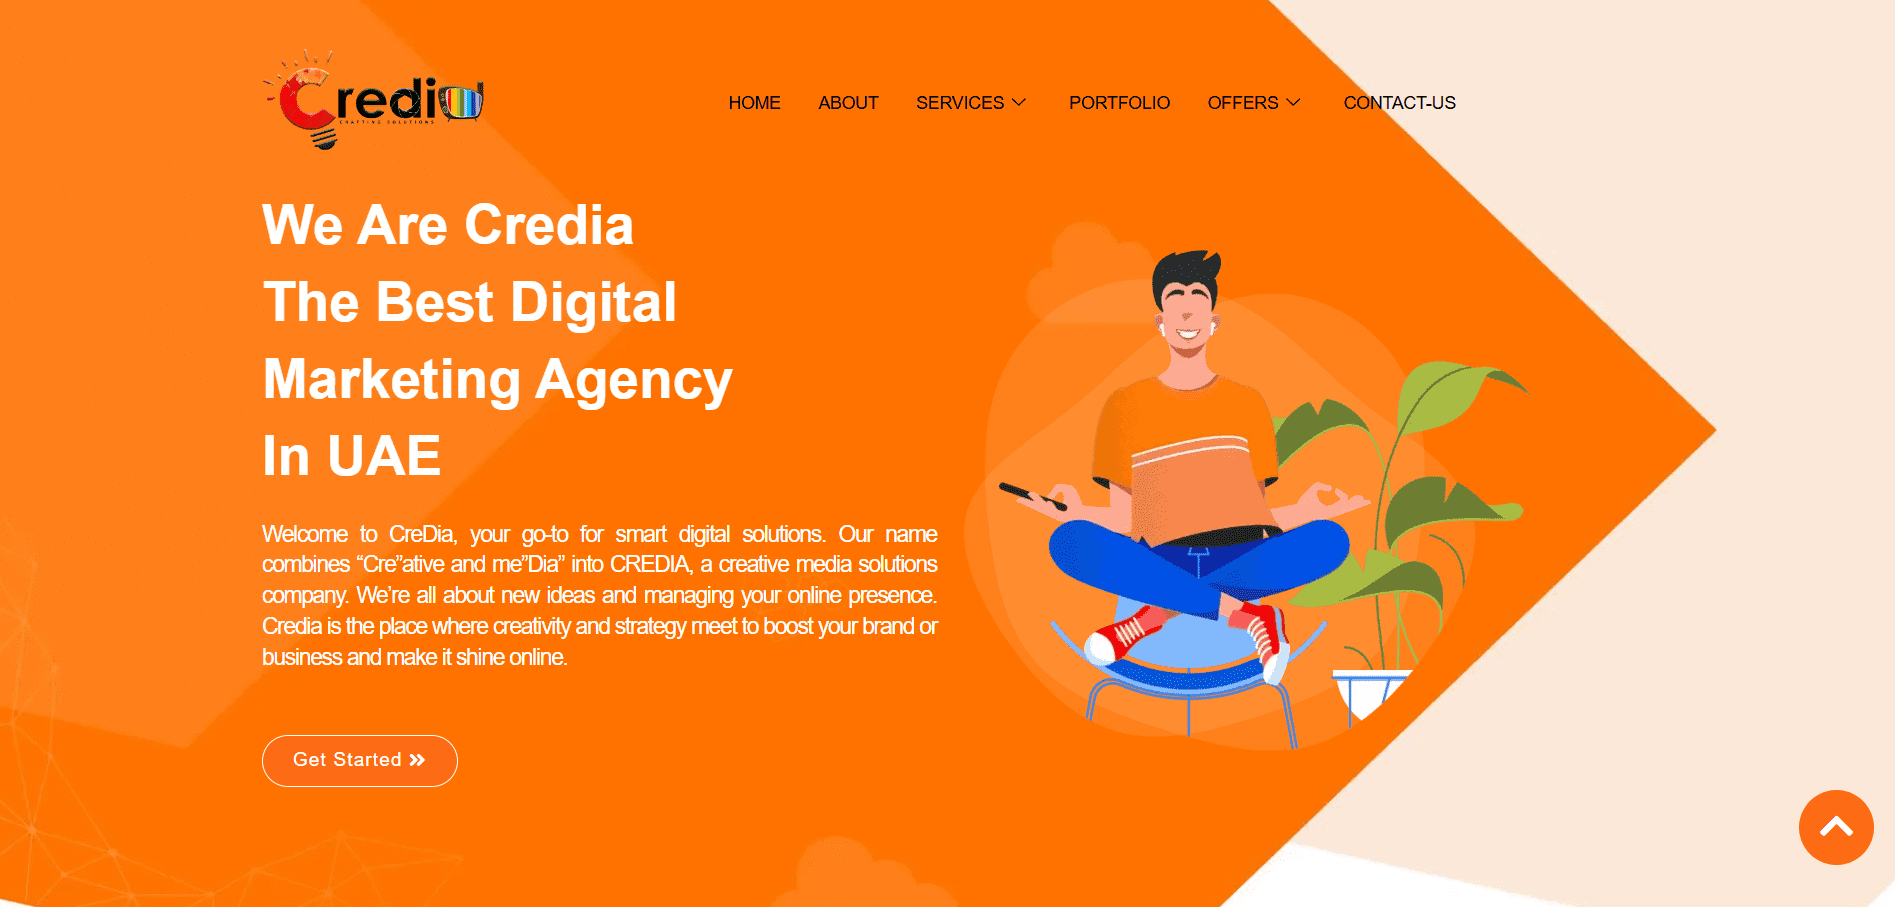 Credia
CRAFTING SOLUTIONS
HOME ABOUT SERVICES PORTFOLIO OFFERS CONTACT-US
We Are Credia
The Best Digital
Marketing Agency
In UAE
Welcome to CreDia, your go-to for smart digital solutions. Our name
combines “Cre”ative and me”Dia” into CREDIA, a creative media solutions
company. We’re all about new ideas and managing your online presence.
Credia is the place where creativity and strategy meet to boost your brand or
business and make it shine online.
Get Started »